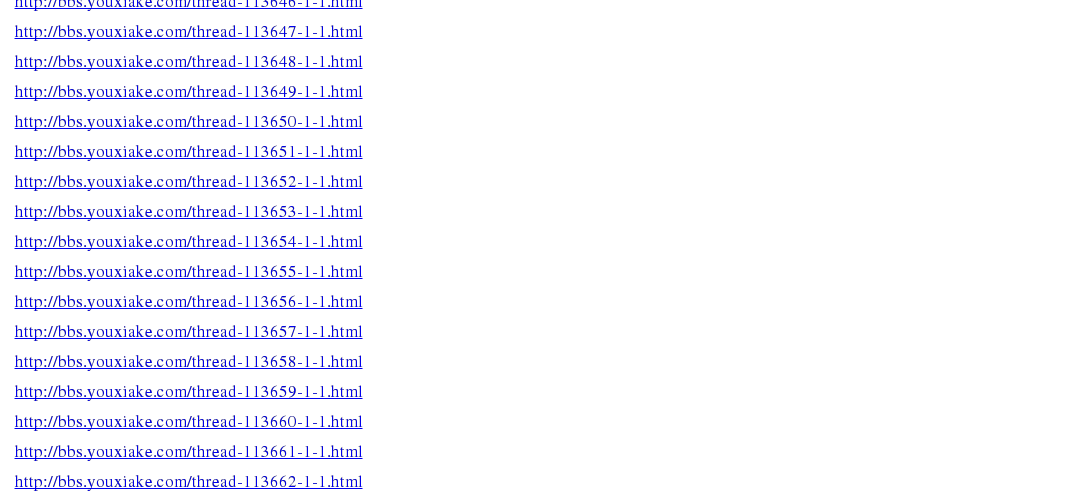 http://bbs.youxiake.com/thread-113646-1-1.html
http://bbs.youxiake.com/thread-113647-1-1.html
http://bbs.youxiake.com/thread-113648-1-1.html
http://bbs.youxiake.com/thread-113649-1-1.html
http://bbs.youxiake.com/thread-113650-1-1.html
http://bbs.youxiake.com/thread-113651-1-1.html
http://bbs.youxiake.com/thread-113652-1-1.html
http://bbs.youxiake.com/thread-113653-1-1.html
http://bbs.youxiake.com/thread-113654-1-1.html
http://bbs.youxiake.com/thread-113655-1-1.html
http://bbs.youxiake.com/thread-113656-1-1.html
http://bbs.youxiake.com/thread-113657-1-1.html
http://bbs.youxiake.com/thread-113658-1-1.html
http://bbs.youxiake.com/thread-113659-1-1.html
http://bbs.youxiake.com/thread-113660-1-1.html
http://bbs.youxiake.com/thread-113661-1-1.html
http://bbs.youxiake.com/thread-113662-1-1.html